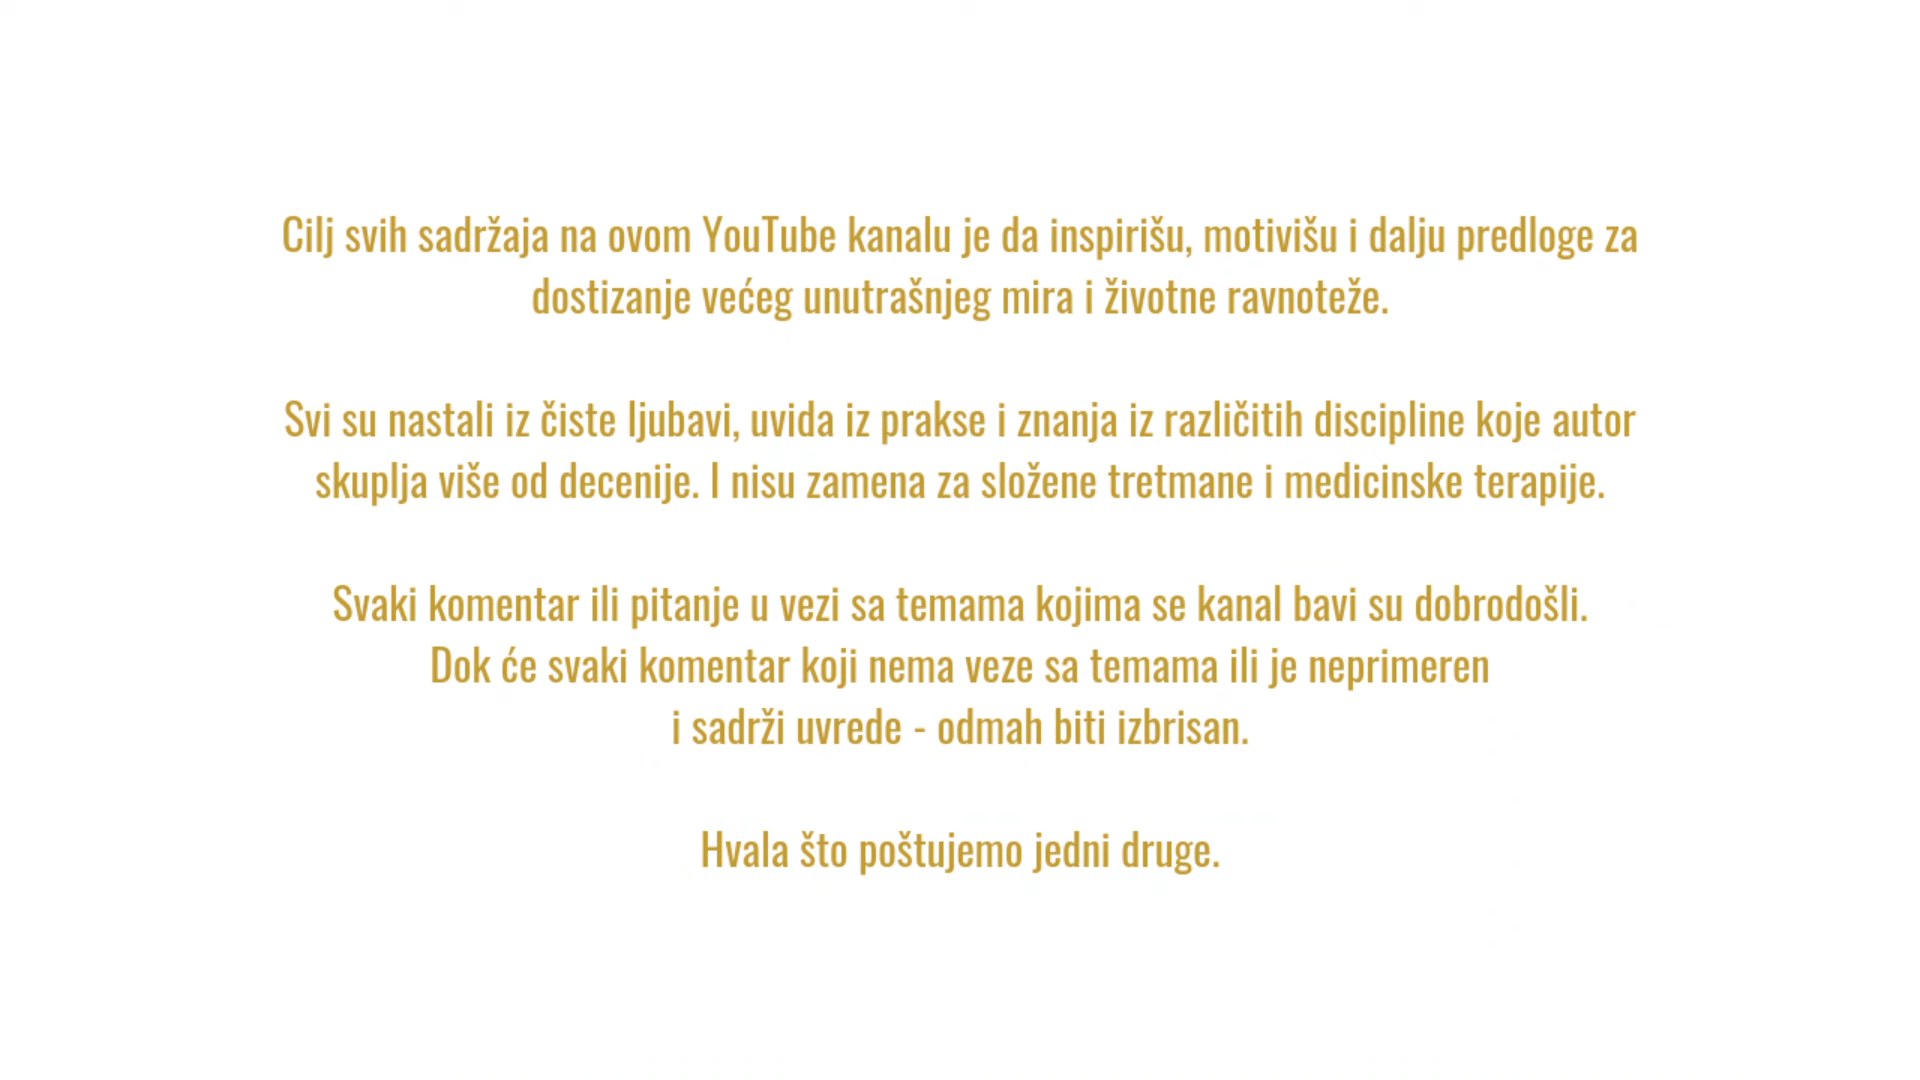 Cilj svih sadržaja na ovom YouTube kanalu je da inspirišu, motivišu i dalju predloge za
dostizanje većeg unutrašnjeg mira i životne ravnoteže.
Svi su nastali iz čiste ljubavi, uvida iz prakse i znanja iz različitih discipline koje autor
skuplja više od decenije. I nisu zamena za složene tretmane i medicinske terapije.
Svaki komentar ili pitanje u vezi sa temama kojima se kanal bavi su dobrodošli.
Dok će svaki komentar koji nema veze sa temama ili je neprimeren
i sadrži uvrede - odmah biti izbrisan.
Hvala što poštujemo jedni druge.